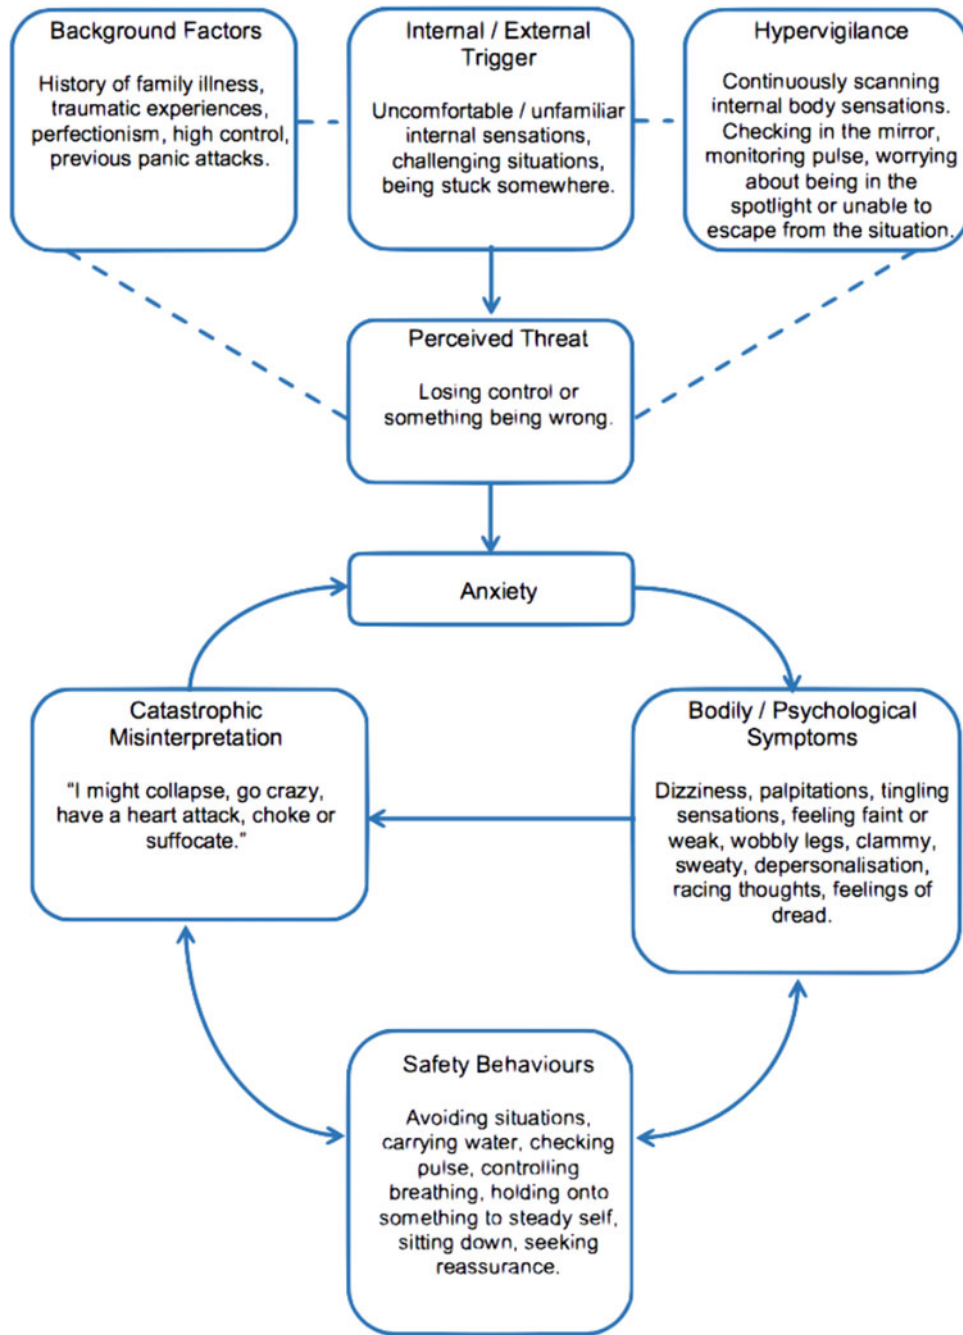 Background Factors
History of family illness,
traumatic experiences,
perfectionism, high control,
previous panic attacks.
Internal / External
Trigger
Uncomfortable / unfamiliar
internal sensations,
challenging situations,
being stuck somewhere.
Hypervigilance
Continuously scanning
internal body sensations.
Checking in the mirror,
monitoring pulse, worrying
about being in the
spotlight or unable to
escape from the situation.
Perceived Threat
Losing control or
something being wrong.
Anxiety
Catastrophic
Misinterpretation
"I might collapse, go crazy,
have a heart attack, choke or
suffocate."
Bodily / Psychological
Symptoms
Dizziness, palpitations, tingling
sensations, feeling faint or
weak, wobbly legs, clammy,
sweaty, depersonalisation,
racing thoughts, feelings of
dread.
Safety Behaviours
Avoiding situations,
carrying water, checking
pulse, controlling
breathing, holding onto
something to steady self,
sitting down, seeking
reassurance.